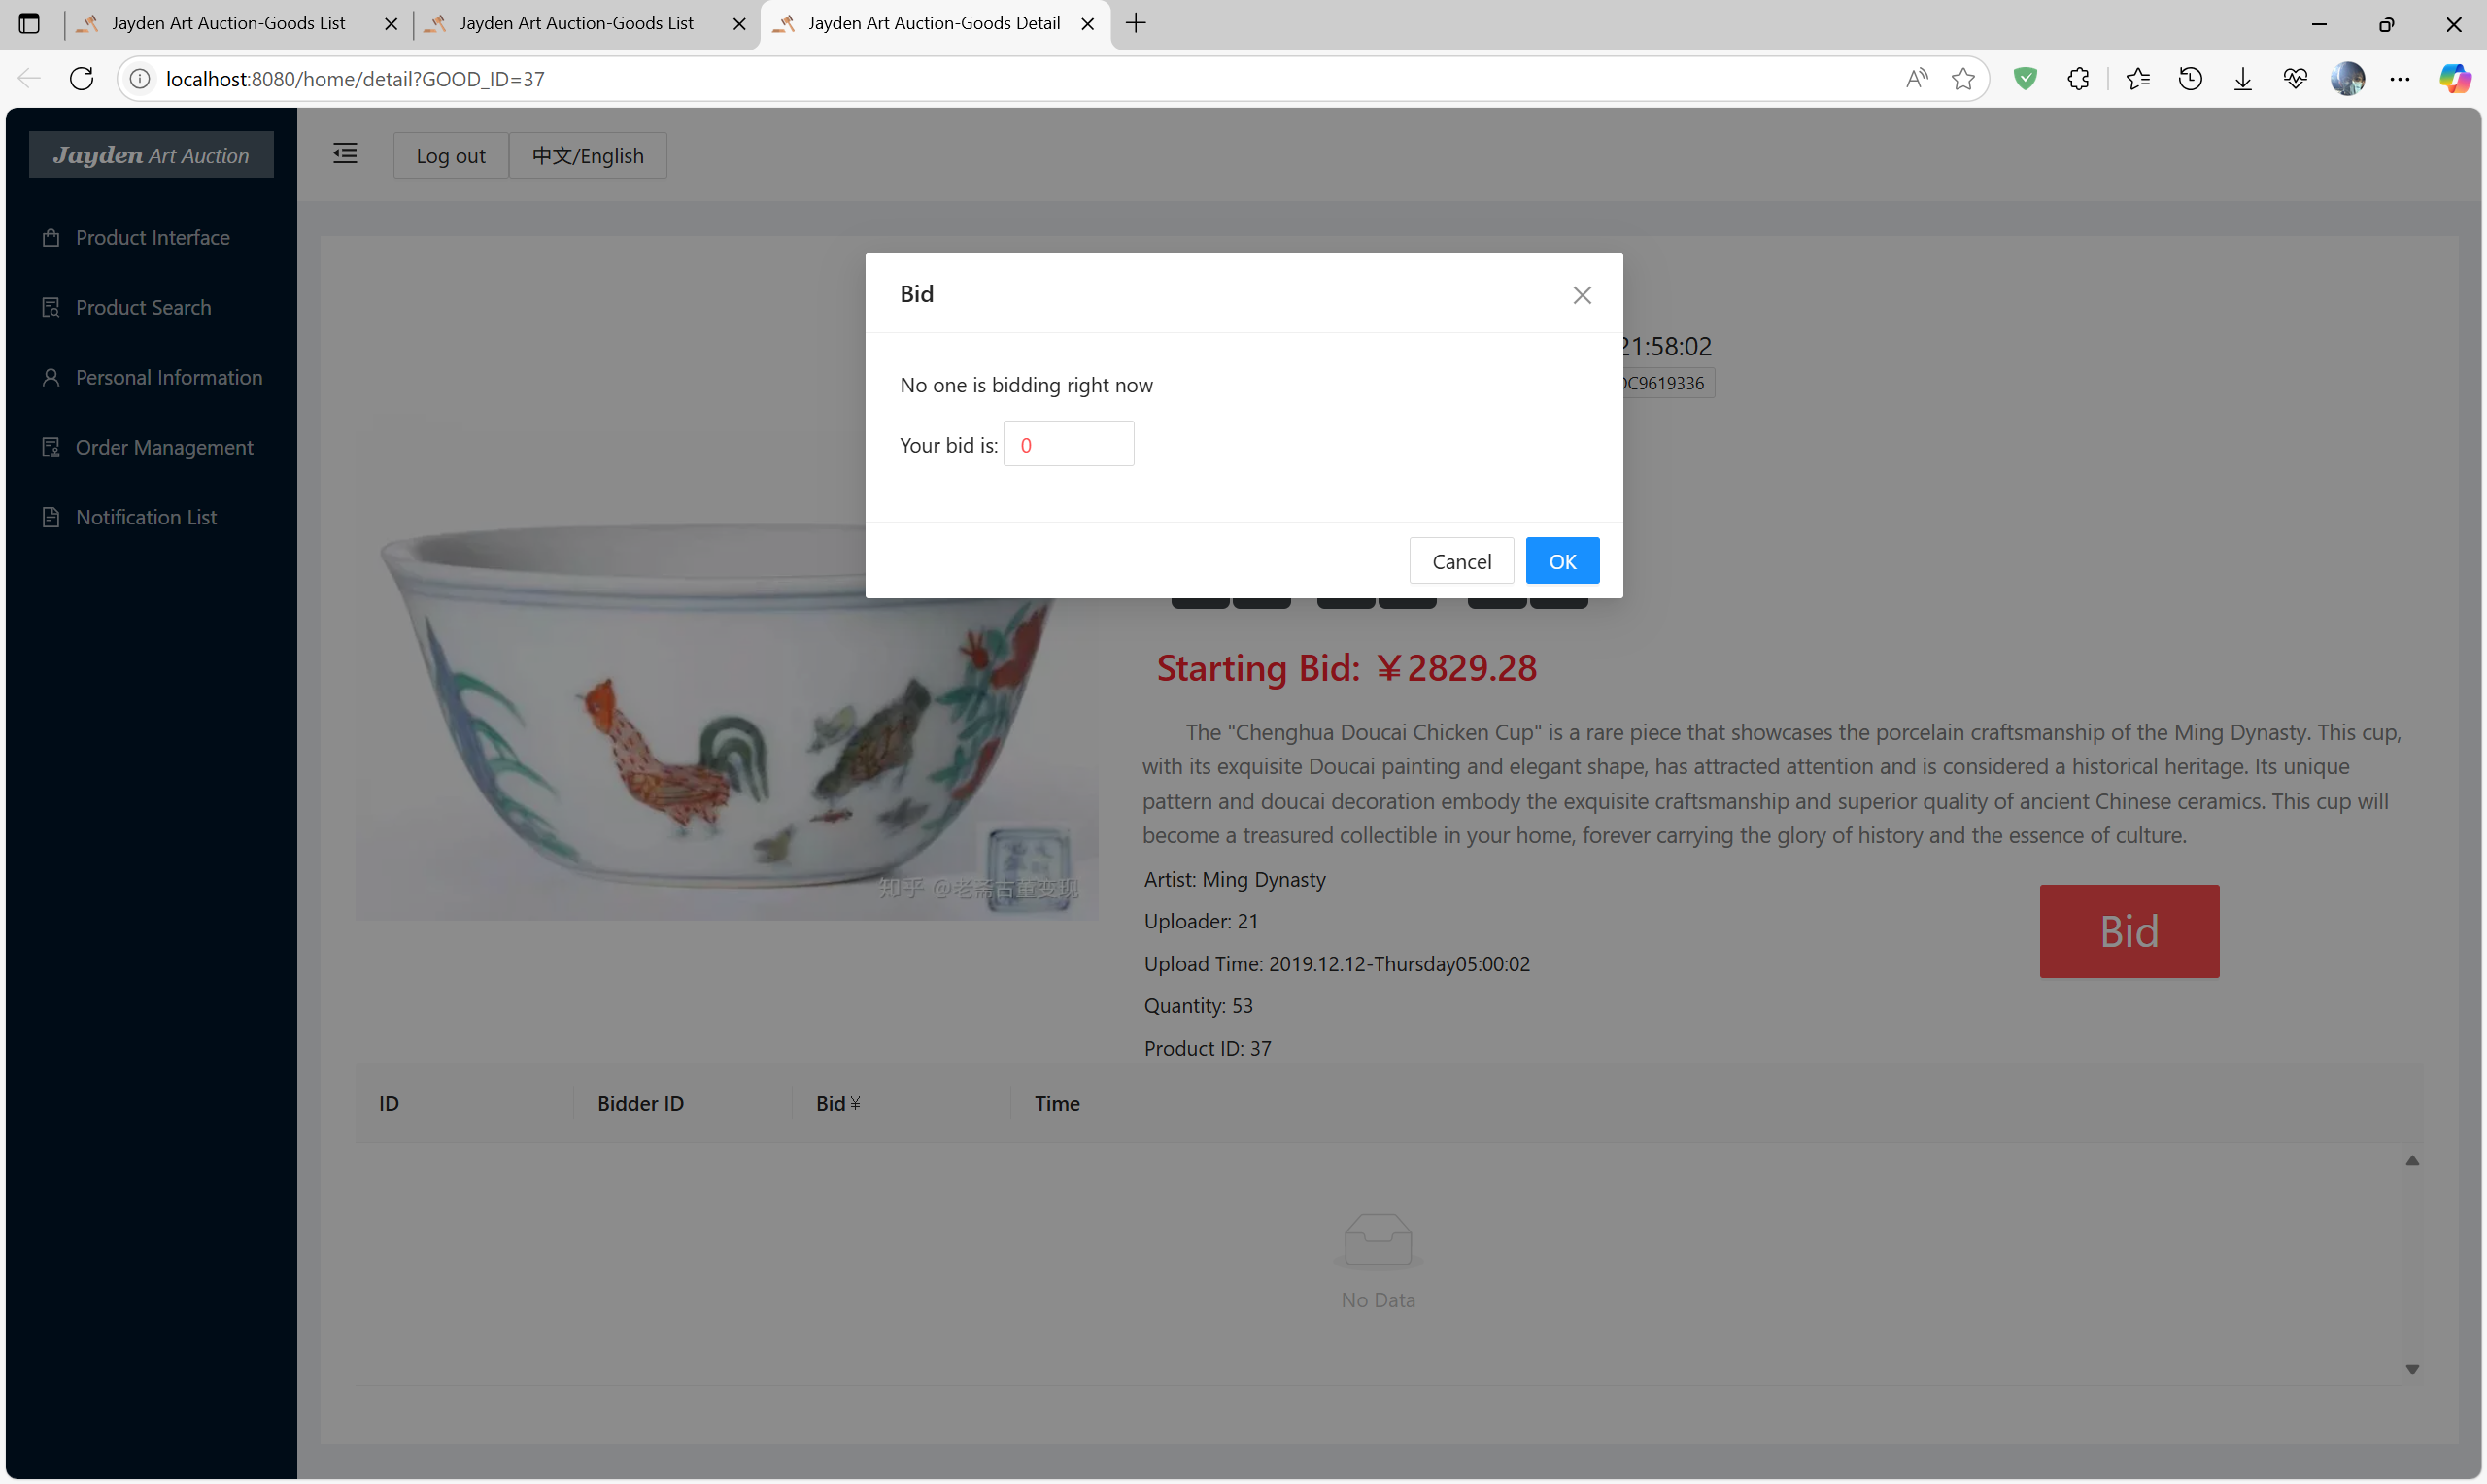 Jayden Art Auction-Goods List
Jayden Art Auction-Goods List
Jayden Art Auction-Goods Detail
localhost:8080/home/detail?GOOD_ID=37
Jayden Art Auction
Log out
中文/English
Product Interface
Product Search
Personal Information
Order Management
Notification List
Bid
No one is bidding right now
Your bid is: 0
Cancel
OK
21:58:02
C9619336
Starting Bid: ¥2829.28
The "Chenghua Doucai Chicken Cup" is a rare piece that showcases the porcelain craftsmanship of the Ming Dynasty. This cup,
with its exquisite Doucai painting and elegant shape, has attracted attention and is considered a historical heritage. Its unique
pattern and doucai decoration embody the exquisite craftsmanship and superior quality of ancient Chinese ceramics. This cup will
become a treasured collectible in your home, forever carrying the glory of history and the essence of culture.
Artist: Ming Dynasty
Uploader: 21
Upload Time: 2019.12.12-Thursday05:00:02
Quantity: 53
Product ID: 37
Bid
知乎 @老斋古董变现
ID Bidder ID Bid¥ Time
No Data